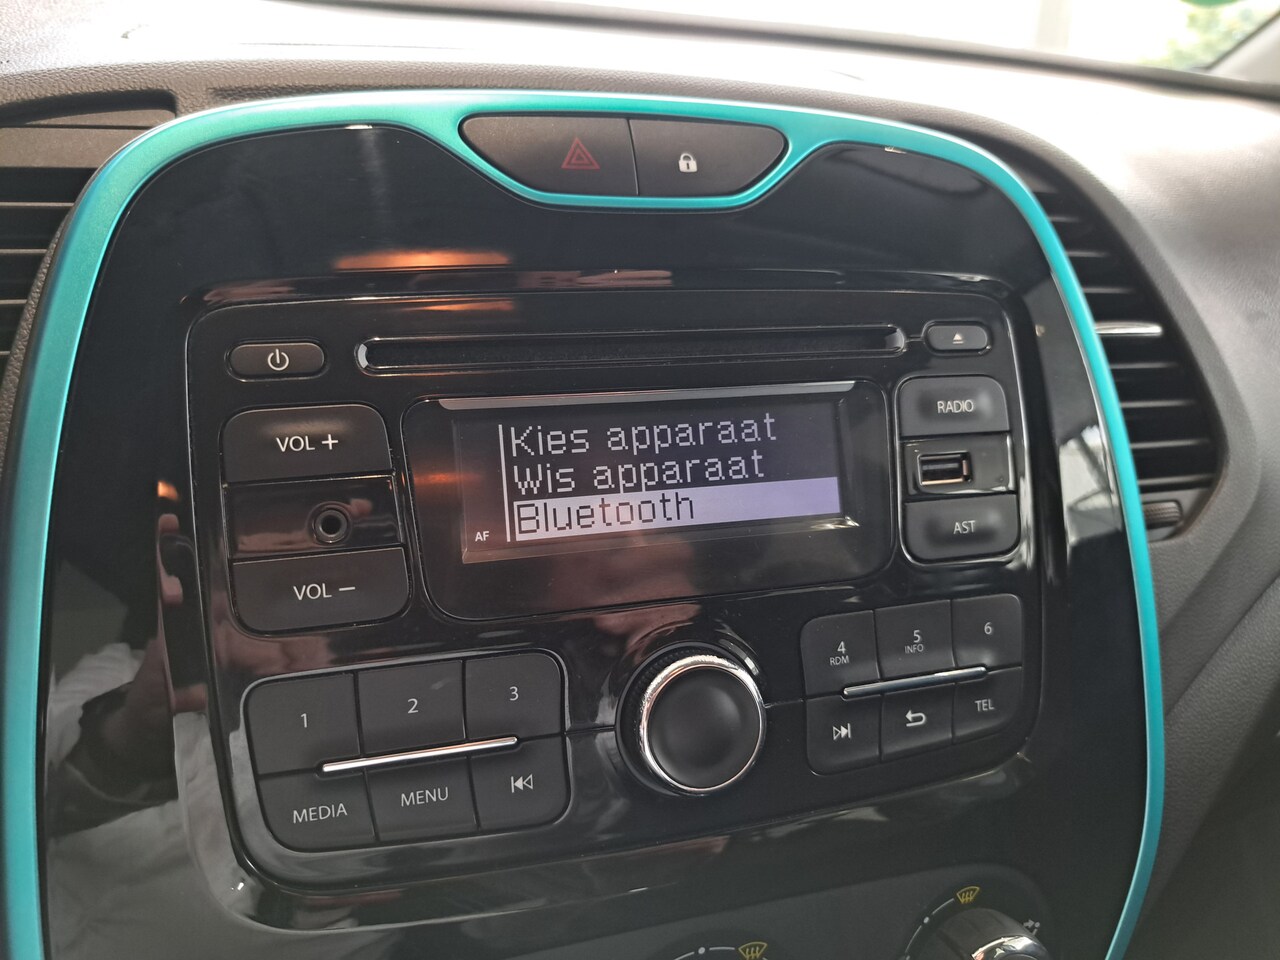 Kies apparaat
Wis apparaat
Bluetooth
AF
VOL +
VOL −
RADIO
AST
1
2
3
MEDIA
MENU
4
RDM
5
INFO
6
TEL